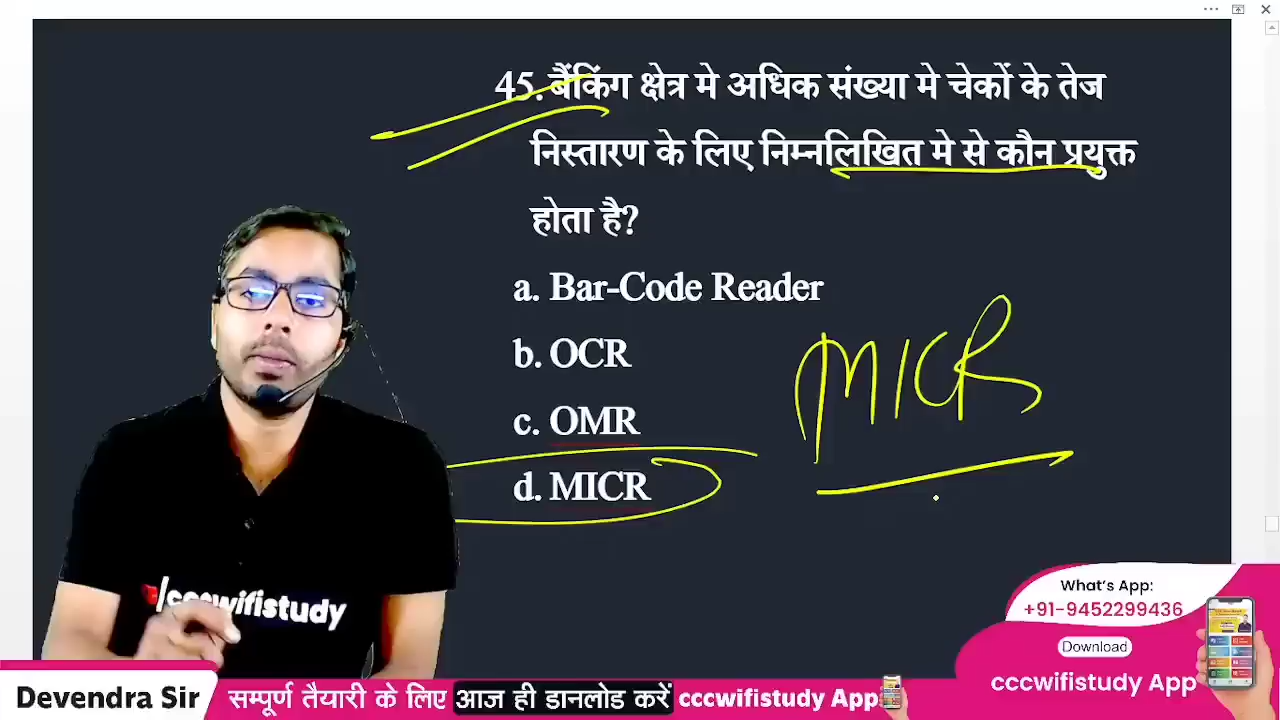 45. बैंकिंग क्षेत्र मे अधिक संख्या मे चेकों के तेज
निस्तारण के लिए निम्नलिखित मे से कौन प्रयुक्त
होता है?
a. Bar-Code Reader
b. OCR
MICR
c. OMR
d. MICR
cccwifistudy
What's App:
+91-9452299436
Download
cccwifistudy App
Devendra Sir सम्पूर्ण तैयारी के लिए आज ही डानलोड करें cccwifistudy App